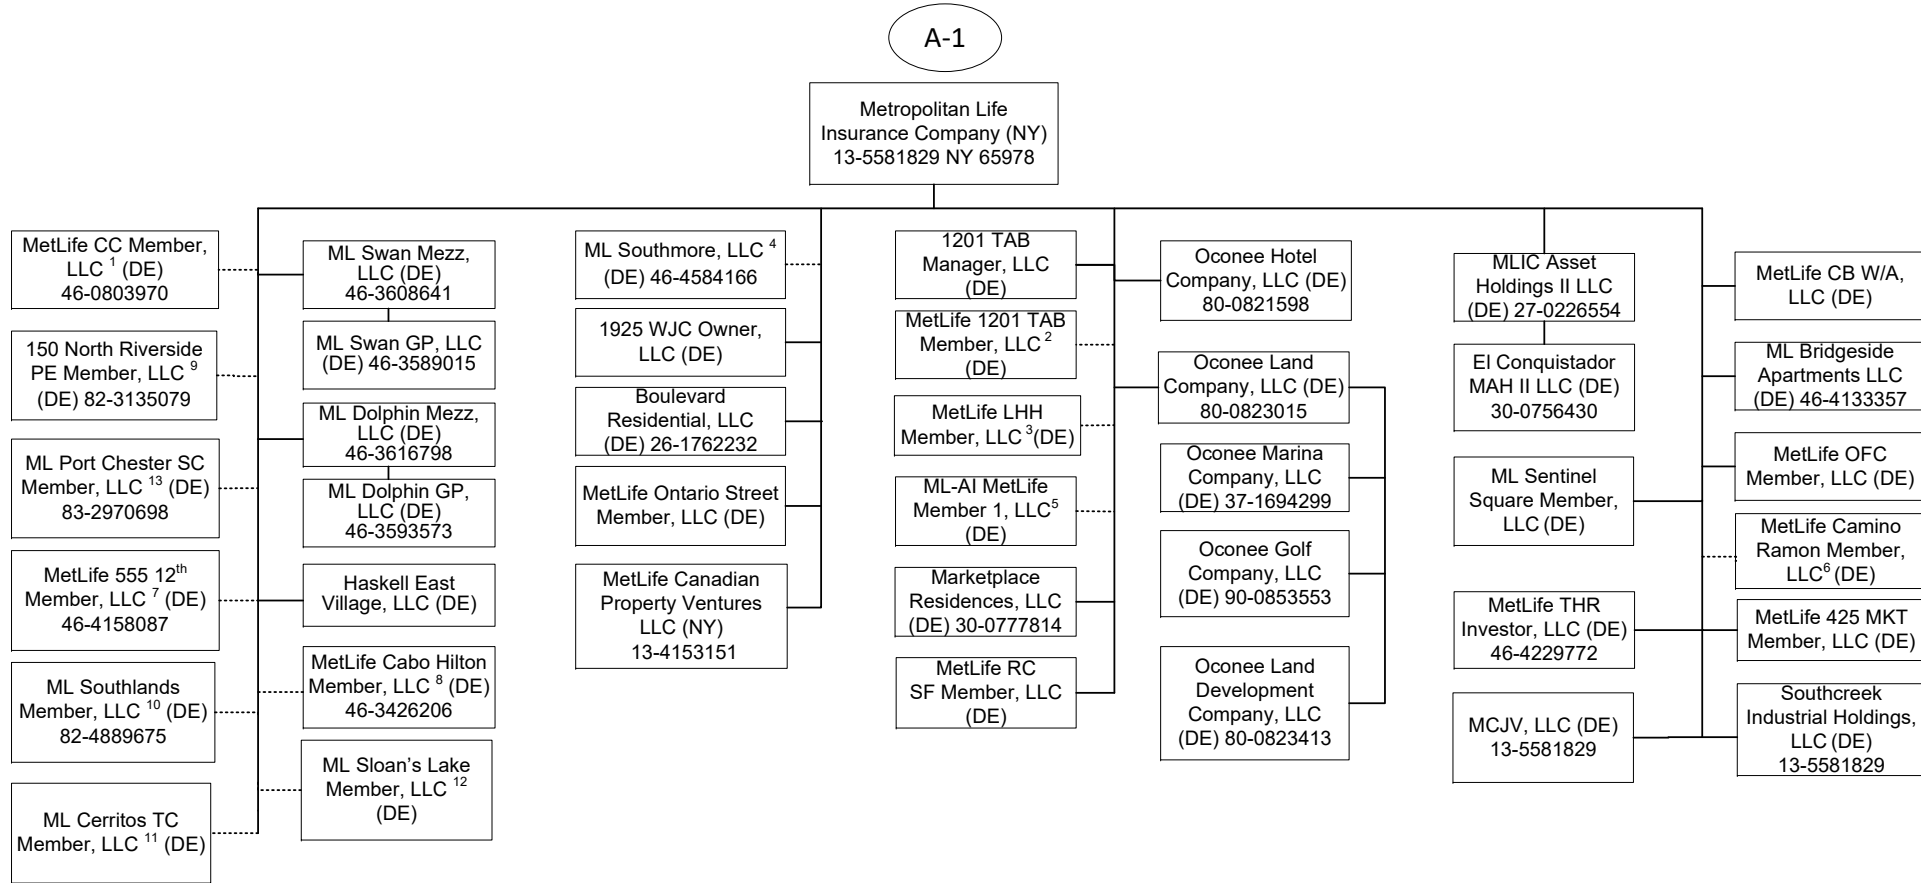 A-1
Metropolitan Life
Insurance Company (NY)
13-5581829 NY 65978
MetLife CC Member,
LLC 1 (DE)
46-0803970
150 North Riverside
PE Member, LLC 9
(DE) 82-3135079
ML Port Chester SC
Member, LLC 13 (DE)
83-2970698
MetLife 555 12th
Member, LLC 7 (DE)
46-4158087
ML Southlands
Member, LLC 10 (DE)
82-4889675
ML Cerritos TC
Member, LLC 11 (DE)
ML Swan Mezz,
LLC (DE)
46-3608641
ML Swan GP, LLC
(DE) 46-3589015
ML Dolphin Mezz,
LLC (DE)
46-3616798
ML Dolphin GP,
LLC (DE)
46-3593573
Haskell East
Village, LLC (DE)
MetLife Cabo Hilton
Member, LLC 8 (DE)
46-3426206
ML Sloan's Lake
Member, LLC 12
(DE)
ML Southmore, LLC 4
(DE) 46-4584166
1925 WJC Owner,
LLC (DE)
Boulevard
Residential, LLC
(DE) 26-1762232
MetLife Ontario Street
Member, LLC (DE)
MetLife Canadian
Property Ventures
LLC (NY)
13-4153151
1201 TAB
Manager, LLC
(DE)
MetLife 1201 TAB
Member, LLC 2
(DE)
MetLife LHH
Member, LLC 3 (DE)
ML-AI MetLife
Member 1, LLC5
(DE)
Marketplace
Residences, LLC
(DE) 30-0777814
MetLife RC
SF Member, LLC
(DE)
Oconee Hotel
Company, LLC (DE)
80-0821598
Oconee Land
Company, LLC (DE)
80-0823015
Oconee Marina
Company, LLC
(DE) 37-1694299
Oconee Golf
Company, LLC
(DE) 90-0853553
Oconee Land
Development
Company, LLC
(DE) 80-0823413
MLIC Asset
Holdings II LLC
(DE) 27-0226554
El Conquistador
MAH II LLC (DE)
30-0756430
ML Sentinel
Square Member,
LLC (DE)
MetLife THR
Investor, LLC (DE)
46-4229772
MCJV, LLC (DE)
13-5581829
MetLife CB W/A,
LLC (DE)
ML Bridgeside
Apartments LLC
(DE) 46-4133357
MetLife OFC
Member, LLC (DE)
MetLife Camino
Ramon Member,
LLC6 (DE)
MetLife 425 MKT
Member, LLC (DE)
Southcreek
Industrial Holdings,
LLC (DE)
13-5581829